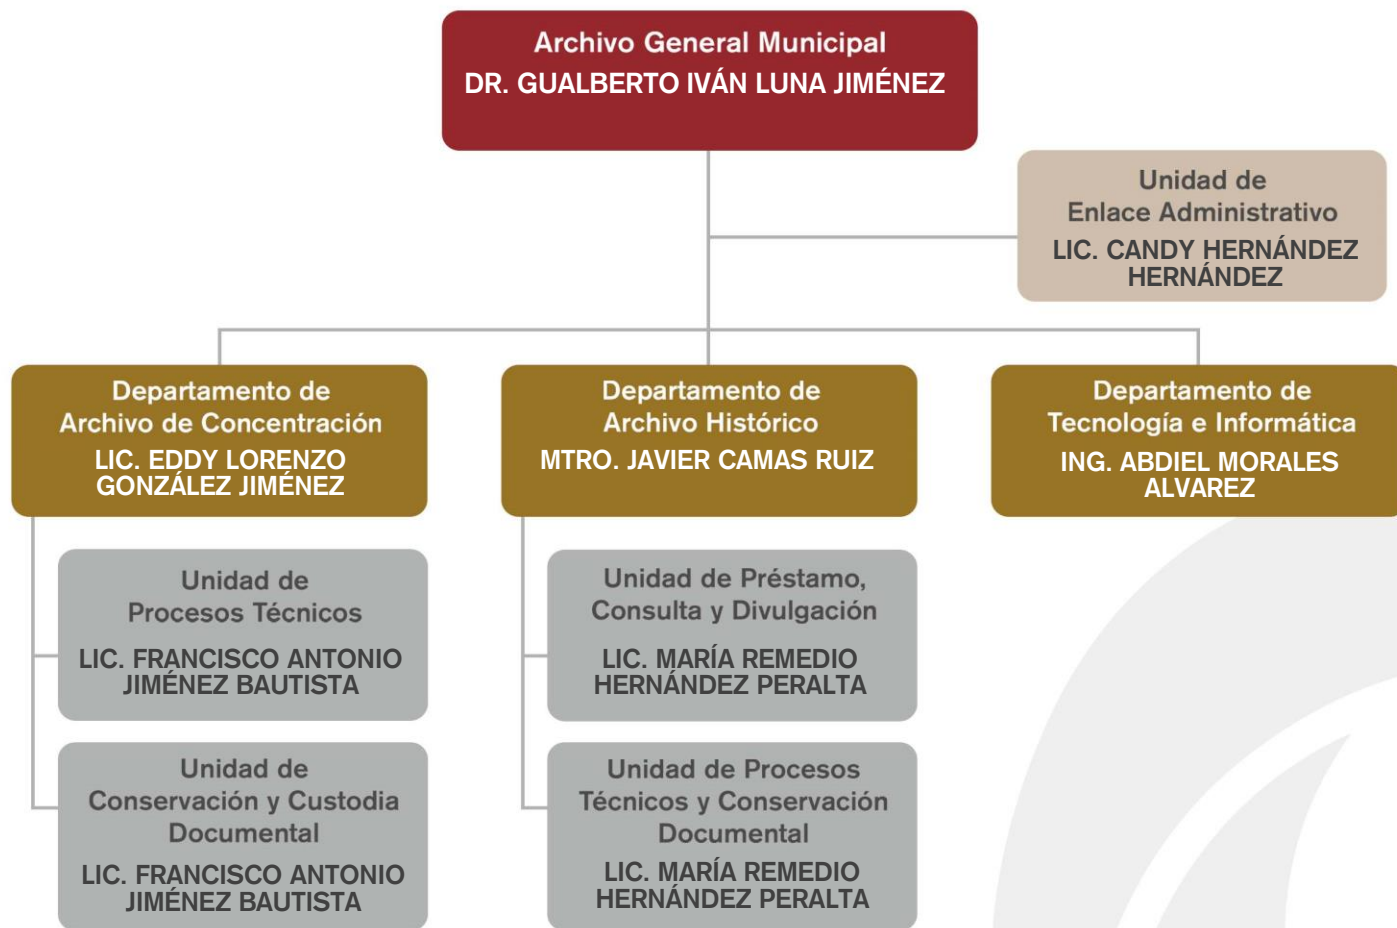 Archivo General Municipal
DR. GUALBERTO IVÁN LUNA JIMÉNEZ
Unidad de
Enlace Administrativo
LIC. CANDY HERNÁNDEZ
HERNÁNDEZ
Departamento de
Archivo de Concentración
LIC. EDDY LORENZO
GONZÁLEZ JIMÉNEZ
Departamento de
Archivo Histórico
MTRO. JAVIER CAMAS RUIZ
Departamento de
Tecnología e Informática
ING. ABDIEL MORALES
ALVAREZ
Unidad de
Procesos Técnicos
LIC. FRANCISCO ANTONIO
JIMÉNEZ BAUTISTA
Unidad de Préstamo,
Consulta y Divulgación
LIC. MARÍA REMEDIO
HERNÁNDEZ PERALTA
Unidad de
Conservación y Custodia
Documental
LIC. FRANCISCO ANTONIO
JIMÉNEZ BAUTISTA
Unidad de Procesos
Técnicos y Conservación
Documental
LIC. MARÍA REMEDIO
HERNÁNDEZ PERALTA